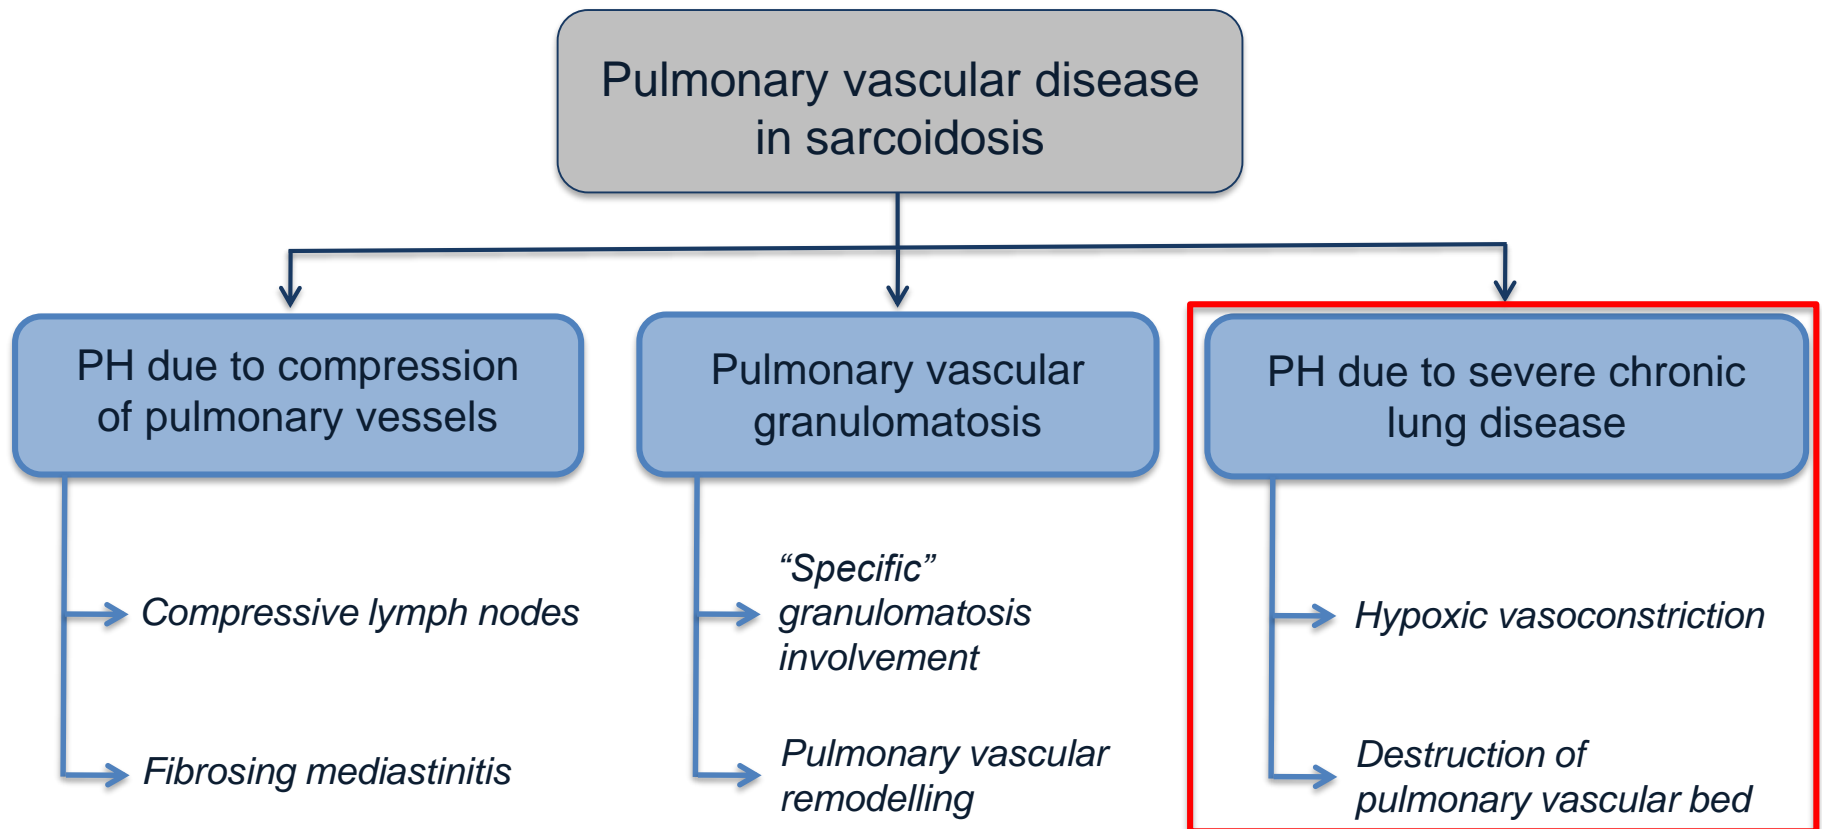 Pulmonary vascular disease
in sarcoidosis
PH due to compression
of pulmonary vessels
Compressive lymph nodes
Fibrosing mediastinitis
Pulmonary vascular
granulomatosis
“Specific”
granulomatosis
involvement
Pulmonary vascular
remodelling
PH due to severe chronic
lung disease
Hypoxic vasoconstriction
Destruction of
pulmonary vascular bed